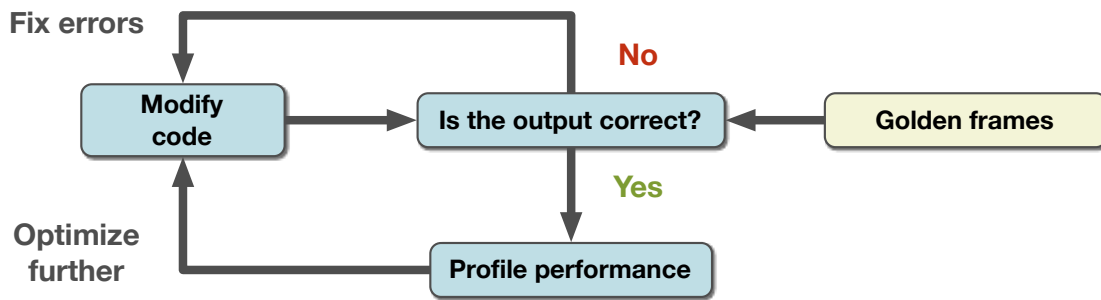 Fix errors
No
Modify
code
Is the output correct?
Golden frames
Yes
Optimize
further
Profile performance